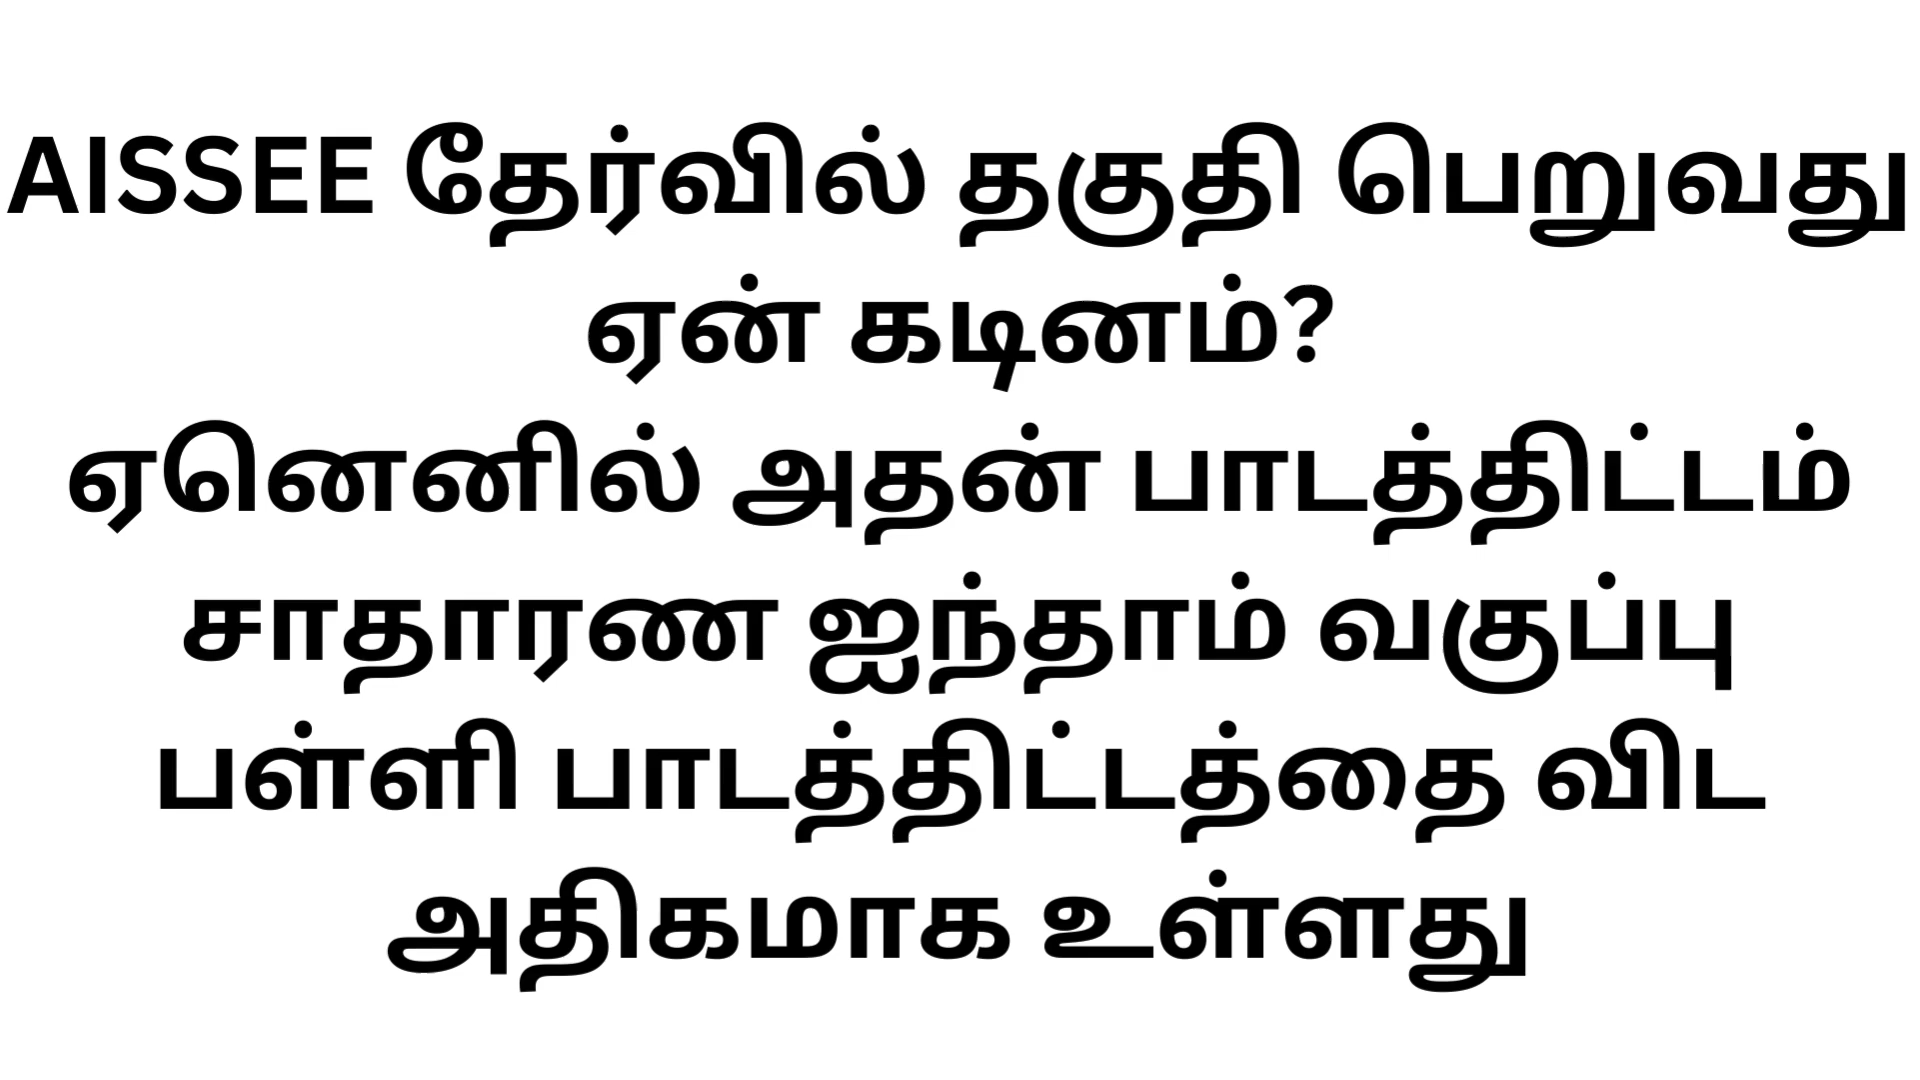 AISSEE தேர்வில் தகுதி பெறுவது
ஏன் கடினம்?
ஏனெனில் அதன் பாடத்திட்டம்
சாதாரண ஐந்தாம் வகுப்பு
பள்ளி பாடத்திட்டத்தை விட
அதிகமாக உள்ளது